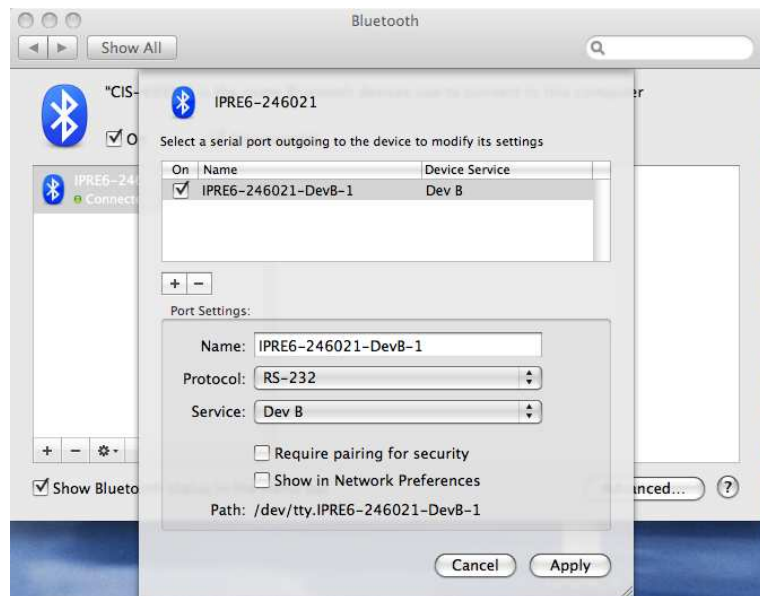 Bluetooth
Show All
"CIS-
er
O
IPRE6-24
Connecte
IPRE6-246021
Select a serial port outgoing to the device to modify its settings
On Name Device Service
IPRE6-246021-DevB-1 Dev B
+ -
Port Settings:
Name: IPRE6-246021-DevB-1
Protocol: RS-232
Service: Dev B
Require pairing for security
Show in Network Preferences
Path: /dev/tty.IPRE6-246021-DevB-1
+ -
Show Blueto
anced... ?
Cancel Apply